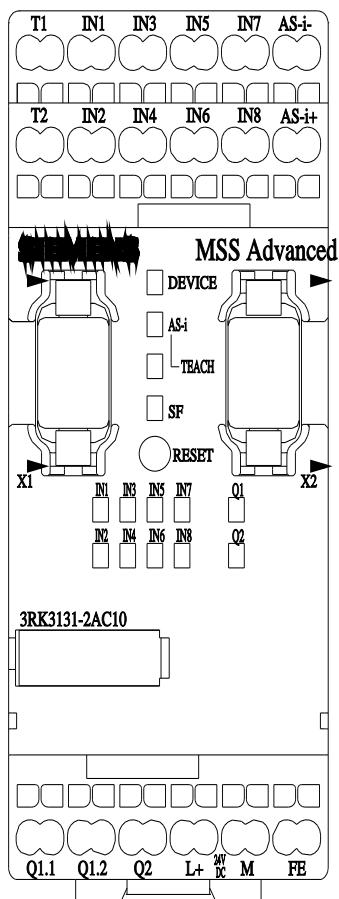 T1 IN1 IN3 IN5 IN7 AS-i-
T2 IN2 IN4 IN6 IN8 AS-i+
SIEMENS
MSS Advanced
DEVICE
AS-i
TEACH
SF
RESET
X1
X2
IN1 IN3 IN5 IN7 Q1
IN2 IN4 IN6 IN8 Q2
3RK3131-2AC10
Q1.1 Q1.2 Q2 L+ 24V DC M FE